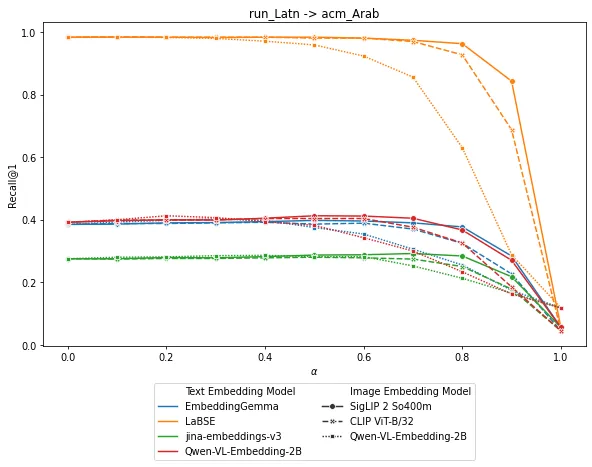 run_Latn -> acm_Arab
Recall@1
1.0
0.8
0.6
0.4
0.2
0.0
0.0 0.2 0.4 0.6 0.8 1.0
α
Text Embedding Model
EmbeddingGemma
LaBSE
jina-embeddings-v3
Qwen-VL-Embedding-2B
Image Embedding Model
SigLIP 2 So400m
CLIP ViT-B/32
Qwen-VL-Embedding-2B